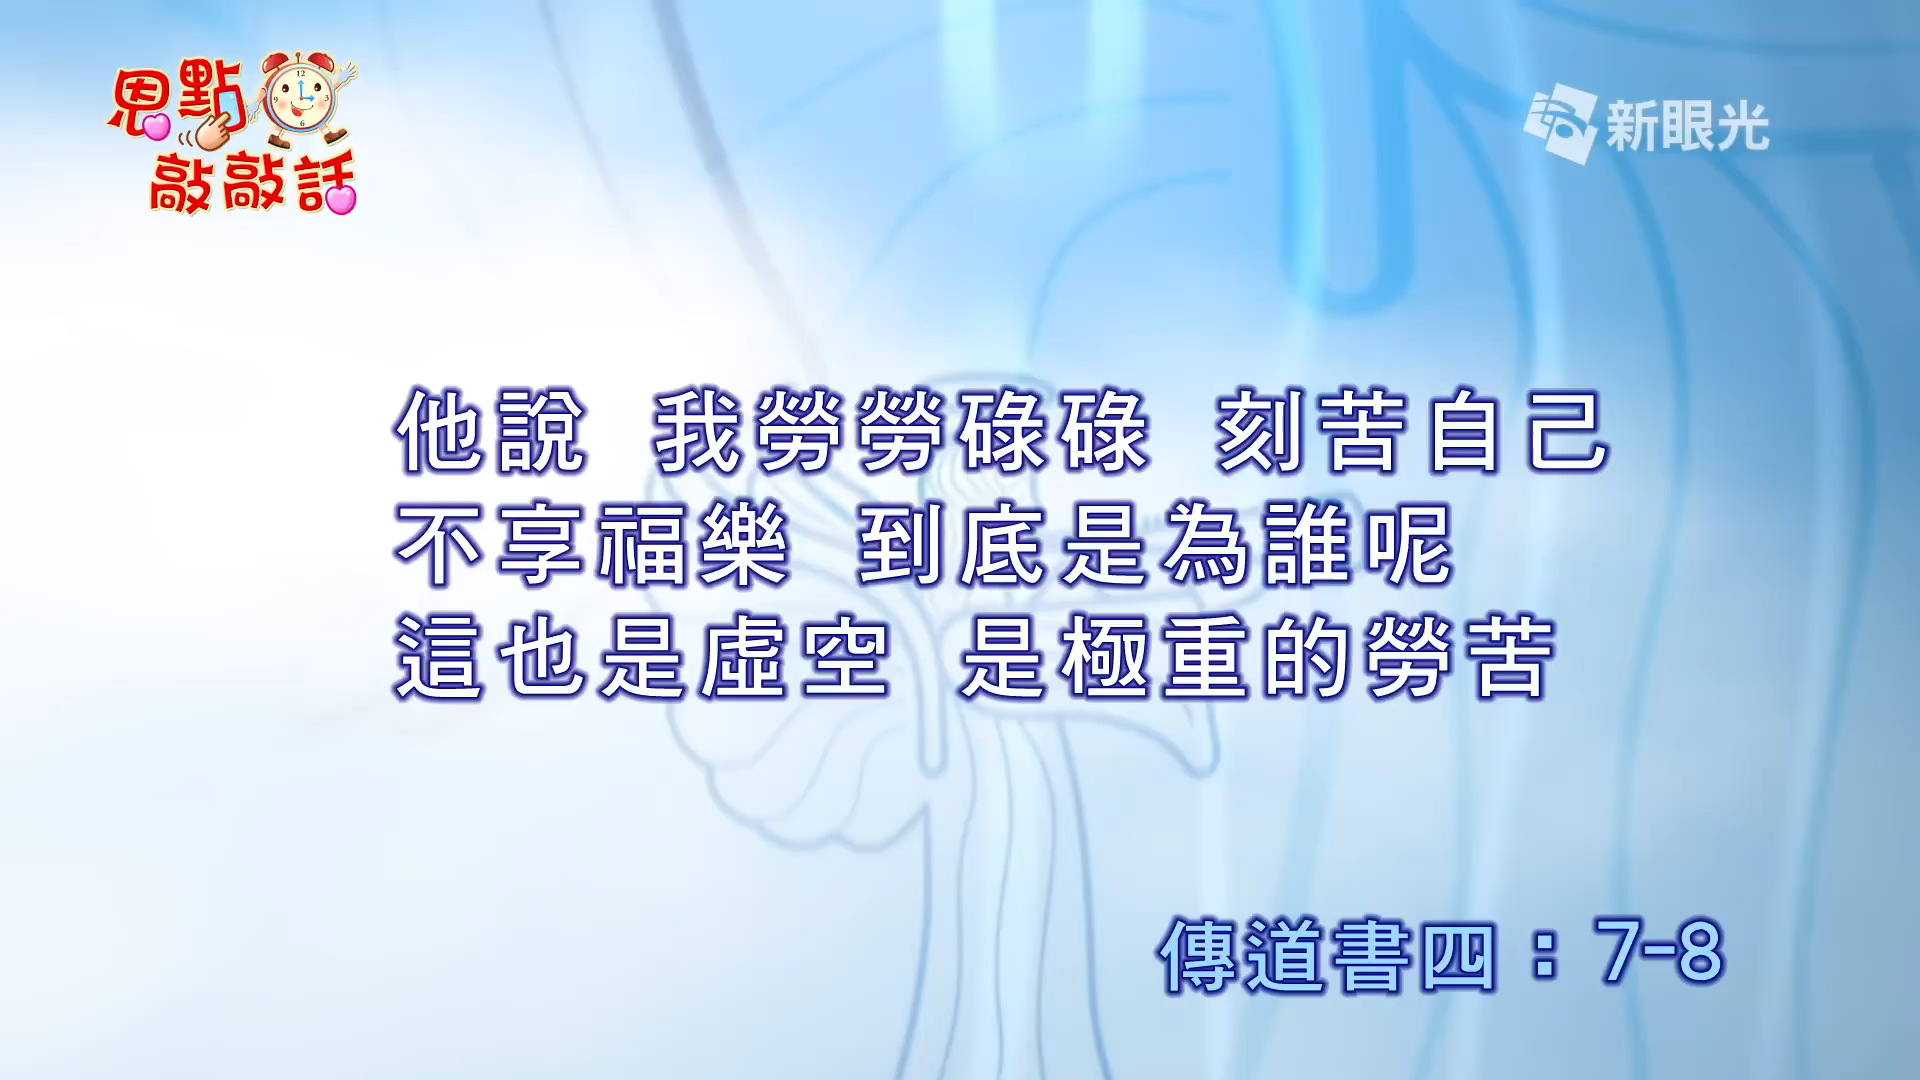 恩點
敲敲話
新眼光
他說 我勞勞碌碌 刻苦自己
不享福樂 到底是為誰呢
這也是虛空 是極重的勞苦
傳道書四：7-8